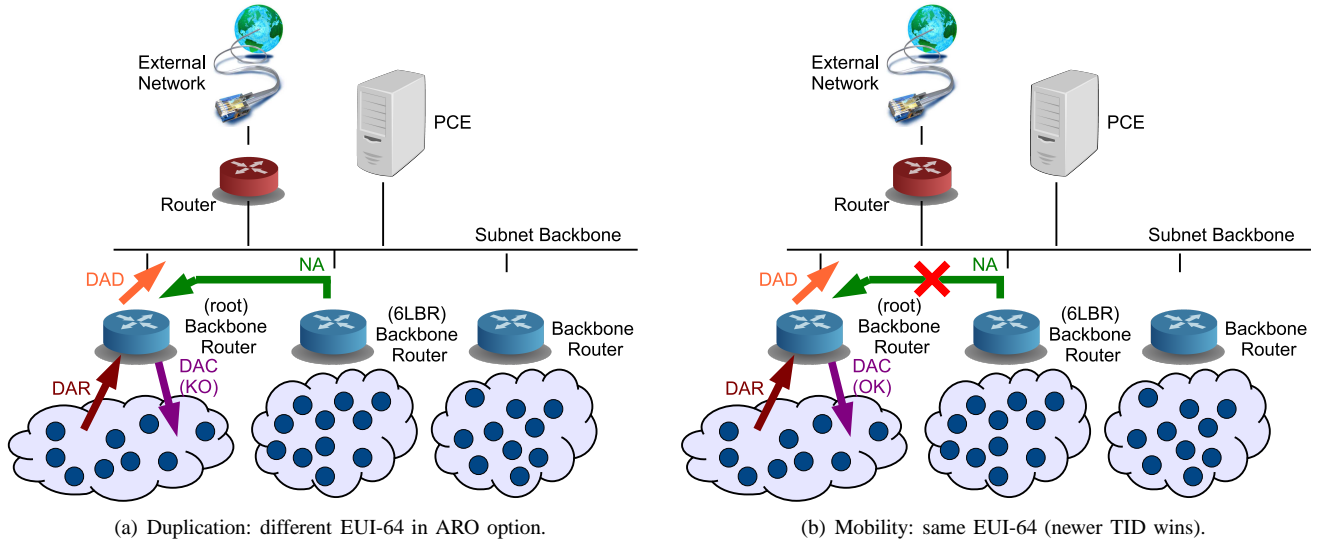 External
Network
PCE
Router
Subnet Backbone
DAD
NA
(root)
Backbone
Router
(6LBR)
Backbone
Router
Backbone
Router
DAR
DAC
(KO)
(a) Duplication: different EUI-64 in ARO option.
External
Network
PCE
Router
Subnet Backbone
DAD
NA
(root)
Backbone
Router
(6LBR)
Backbone
Router
Backbone
Router
DAR
DAC
(OK)
(b) Mobility: same EUI-64 (newer TID wins).